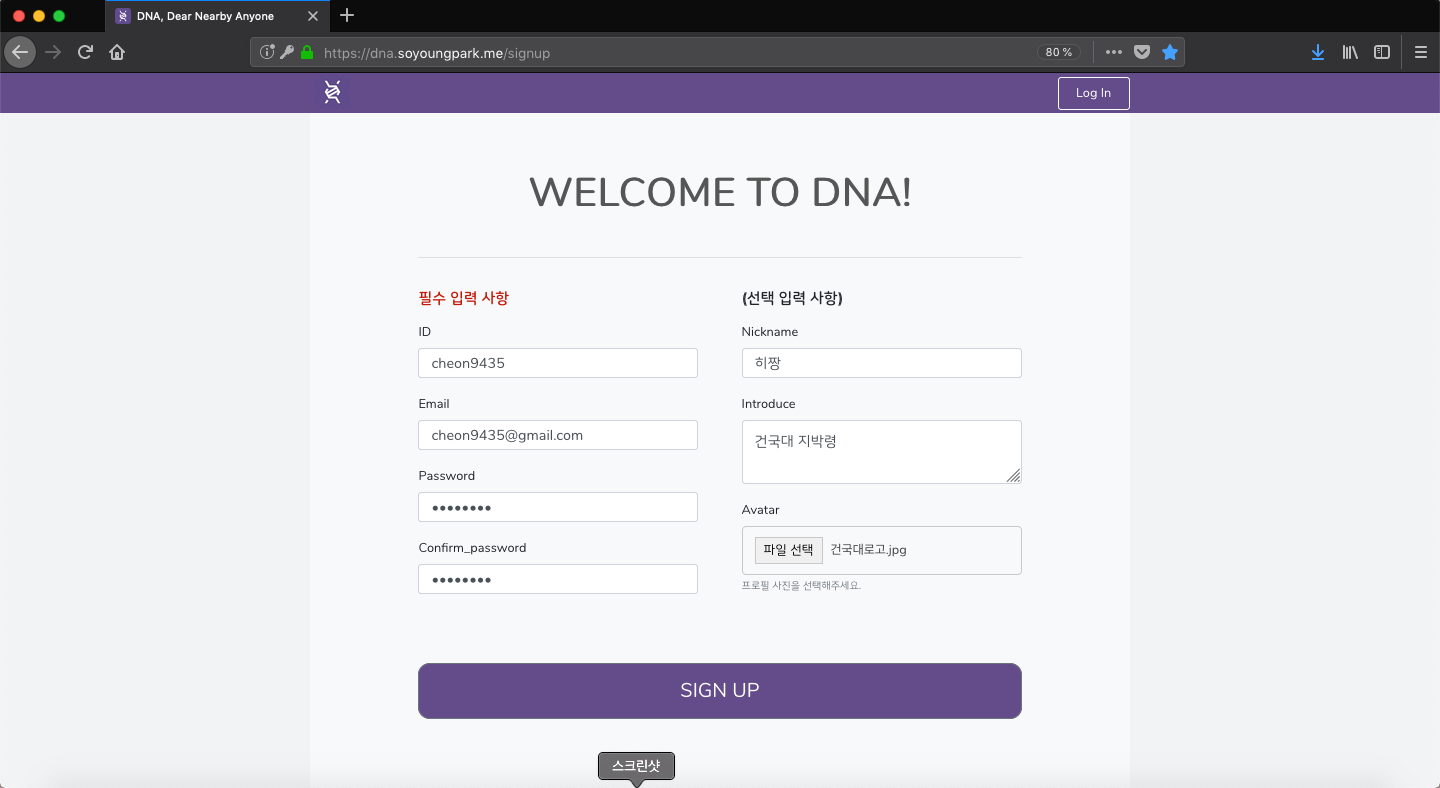 DNA, Dear Nearby Anyone
https://dna.soyoungpark.me/signup
80 %
Log In
WELCOME TO DNA!
필수 입력 사항
ID
cheon9435
Email
cheon9435@gmail.com
Password
••••••••
Confirm_password
••••••••
(선택 입력 사항)
Nickname
히짱
Introduce
건국대 지박령
Avatar
파일 선택 건국대로고.jpg
프로필 사진을 선택해주세요.
SIGN UP
스크린샷